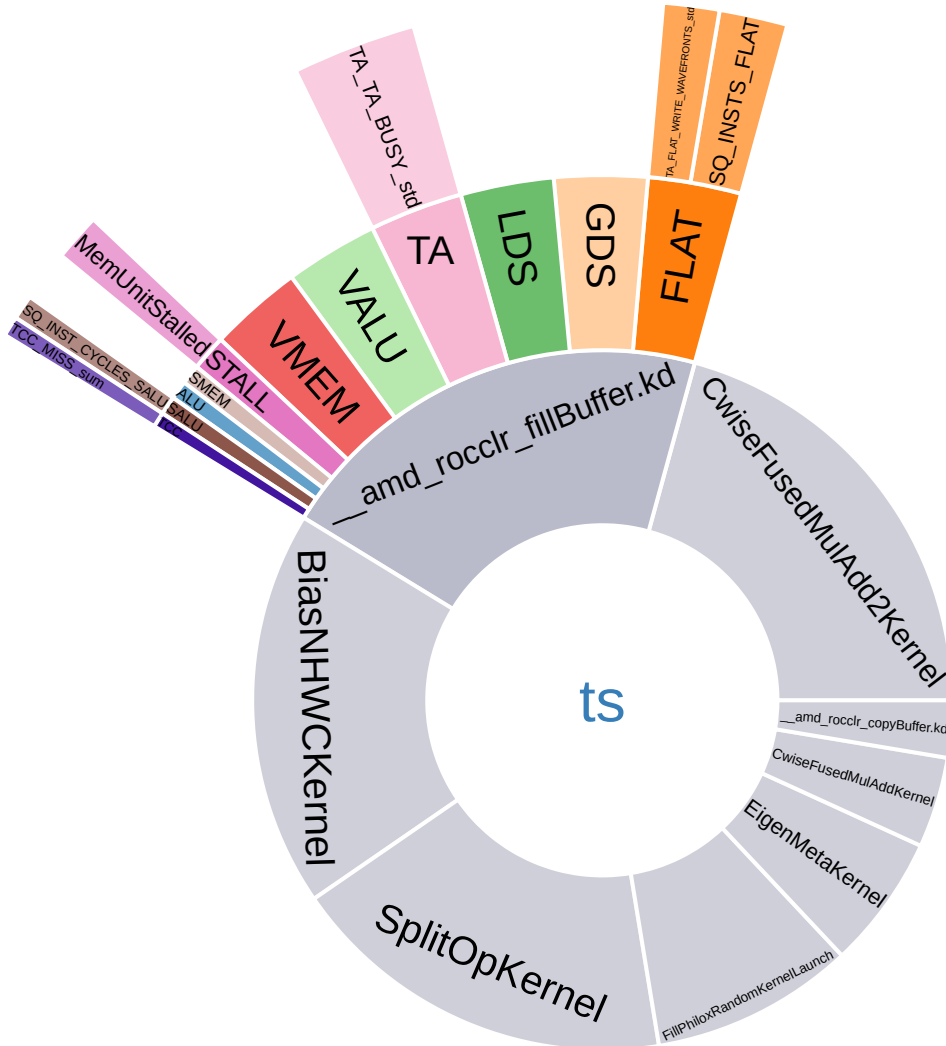 TA_FLAT_WRITE_WAVEFRONTS_std
SQ_INSTS_FLAT
TA_TA_BUSY_std
MemUnitStalled
SQ_INST_CYCLES_SALU
TCC_MISS_sum
FLAT
GDS
LDS
TA
VALU
VMEM
STALL
SMEM
ALU
SALU
TCC
__amd_rocclr_fillBuffer.kd
CwiseFusedMulAdd2Kernel
__amd_rocclr_copyBuffer.kd
CwiseFusedMulAddKernel
EigenMetaKernel
FillPhiloxRandomKernelLaunch
SplitOpKernel
BiasNHWCKernel
ts